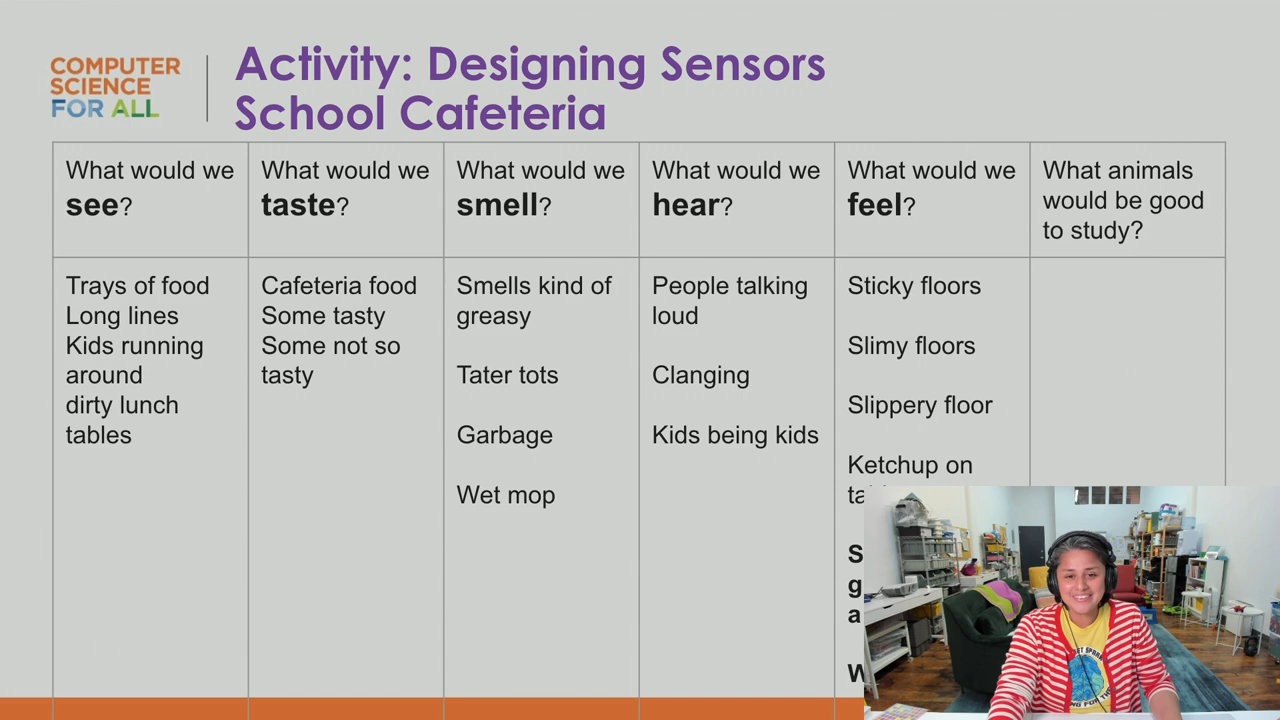 COMPUTER
SCIENCE
FOR ALL
Activity: Designing Sensors
School Cafeteria
What would we
see?
What would we
taste?
What would we
smell?
What would we
hear?
What would we
feel?
What animals
would be good
to study?
Trays of food
Long lines
Kids running
around
dirty lunch
tables
Cafeteria food
Some tasty
Some not so
tasty
Smells kind of
greasy
Tater tots
Garbage
Wet mop
People talking
loud
Clanging
Kids being kids
Sticky floors
Slimy floors
Slippery floor
Ketchup on